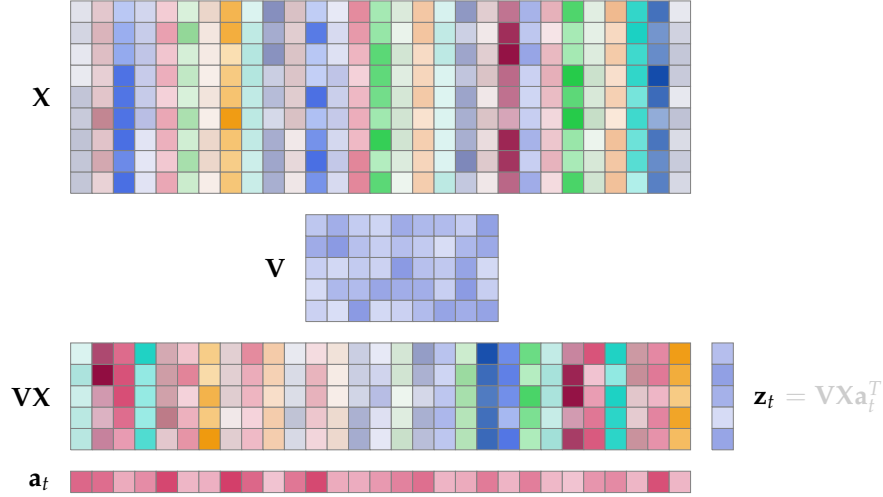 X
V
VX
z_t = VXa_t^T
a_t